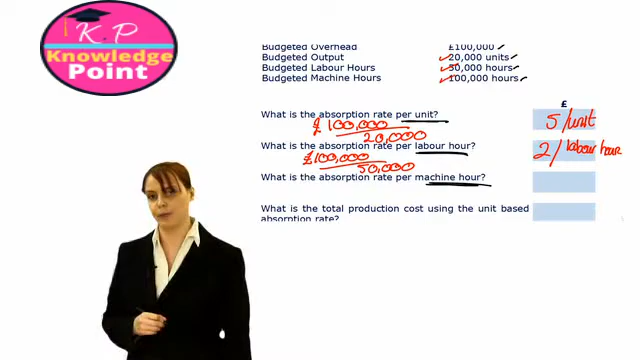 K.P
Knowledge
Point
Budgeted Overhead £100,000
Budgeted Output 20,000 units
Budgeted Labour Hours 50,000 hours
Budgeted Machine Hours 100,000 hours
£
What is the absorption rate per unit? 5/unit
£100,000
20,000
What is the absorption rate per labour hour? 2/labour hour
£100,000
50,000
What is the absorption rate per machine hour?
What is the total production cost using the unit based
absorption rate?